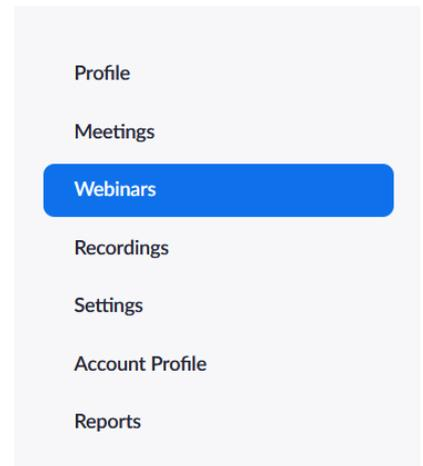 Profile
Meetings
Webinars
Recordings
Settings
Account Profile
Reports